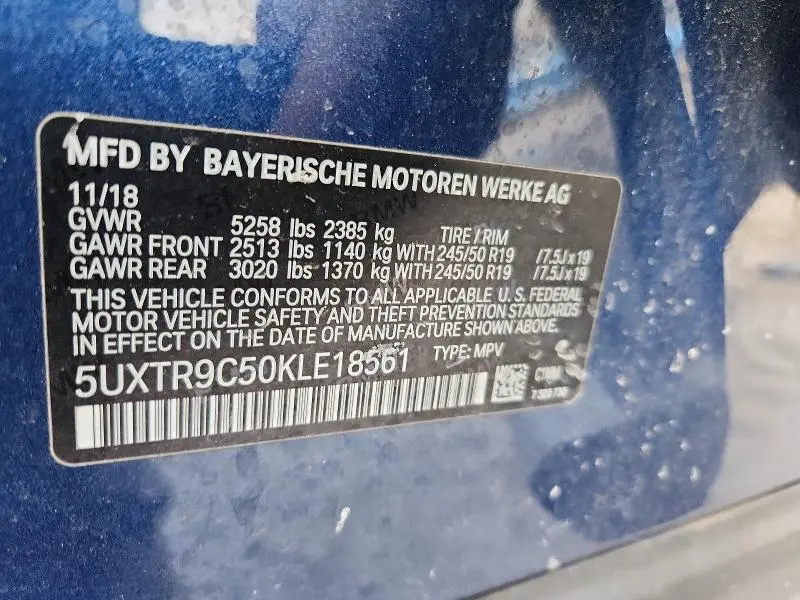 MFD BY BAYERISCHE MOTOREN WERKE AG
11/18
GVWR 5258 lbs 2385 kg TIRE / RIM
GAWR FRONT 2513 lbs 1140 kg WITH 245/50 R19 /7.5J x 19
GAWR REAR 3020 lbs 1370 kg WITH 245/50 R19 /7.5J x 19
THIS VEHICLE CONFORMS TO ALL APPLICABLE U.S. FEDERAL
MOTOR VEHICLE SAFETY AND THEFT PREVENTION STANDARDS
IN EFFECT ON THE DATE OF MANUFACTURE SHOWN ABOVE.
5UXTR9C50KLE18561 TYPE: MPV